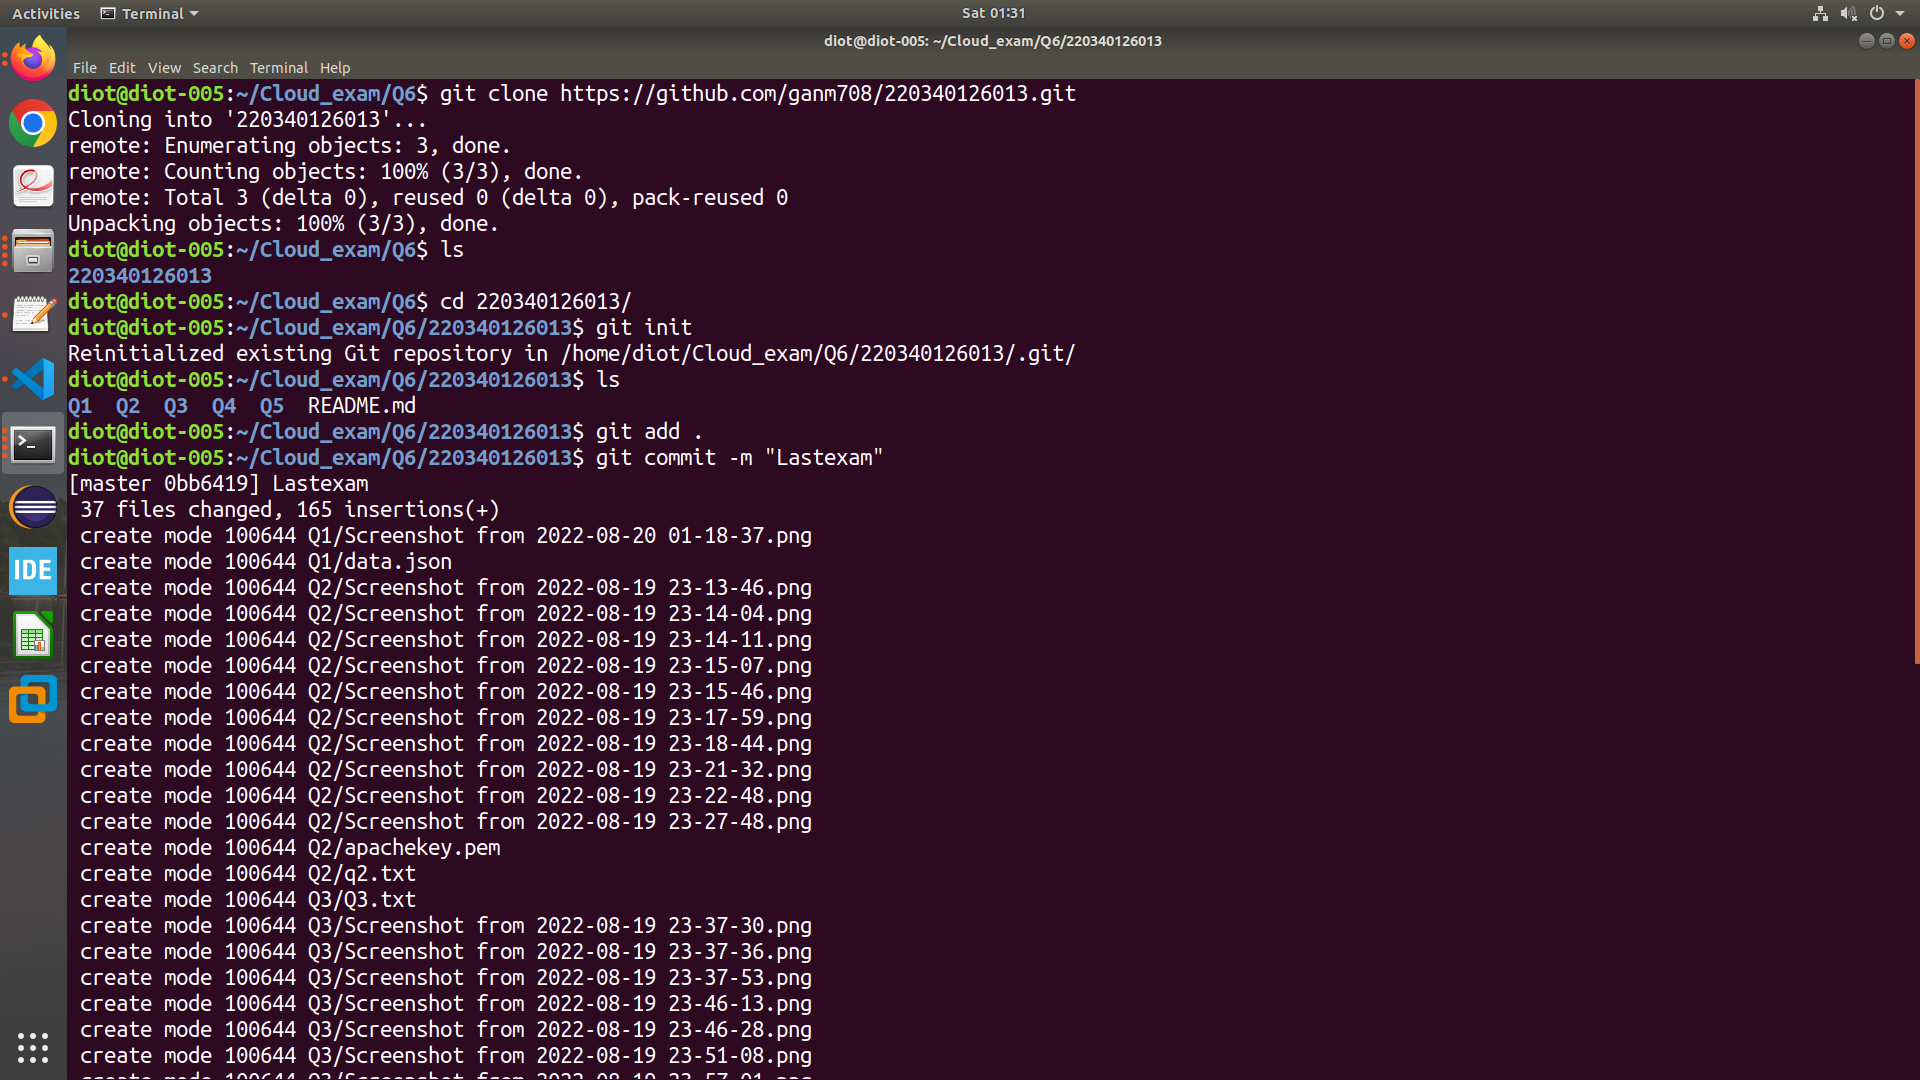 Activities Terminal Sat 01:31
diot@diot-005: ~/Cloud_exam/Q6/220340126013
File Edit View Search Terminal Help
diot@diot-005:~/Cloud_exam/Q6$ git clone https://github.com/ganm708/220340126013.git
Cloning into '220340126013'...
remote: Enumerating objects: 3, done.
remote: Counting objects: 100% (3/3), done.
remote: Total 3 (delta 0), reused 0 (delta 0), pack-reused 0
Unpacking objects: 100% (3/3), done.
diot@diot-005:~/Cloud_exam/Q6$ ls
220340126013
diot@diot-005:~/Cloud_exam/Q6$ cd 220340126013/
diot@diot-005:~/Cloud_exam/Q6/220340126013$ git init
Reinitialized existing Git repository in /home/diot/Cloud_exam/Q6/220340126013/.git/
diot@diot-005:~/Cloud_exam/Q6/220340126013$ ls
Q1 Q2 Q3 Q4 Q5 README.md
diot@diot-005:~/Cloud_exam/Q6/220340126013$ git add .
diot@diot-005:~/Cloud_exam/Q6/220340126013$ git commit -m "Lastexam"
[master 0bb6419] Lastexam
37 files changed, 165 insertions(+)
create mode 100644 Q1/Screenshot from 2022-08-20 01-18-37.png
create mode 100644 Q1/data.json
create mode 100644 Q2/Screenshot from 2022-08-19 23-13-46.png
create mode 100644 Q2/Screenshot from 2022-08-19 23-14-04.png
create mode 100644 Q2/Screenshot from 2022-08-19 23-14-11.png
create mode 100644 Q2/Screenshot from 2022-08-19 23-15-07.png
create mode 100644 Q2/Screenshot from 2022-08-19 23-15-46.png
create mode 100644 Q2/Screenshot from 2022-08-19 23-17-59.png
create mode 100644 Q2/Screenshot from 2022-08-19 23-18-44.png
create mode 100644 Q2/Screenshot from 2022-08-19 23-21-32.png
create mode 100644 Q2/Screenshot from 2022-08-19 23-22-48.png
create mode 100644 Q2/Screenshot from 2022-08-19 23-27-48.png
create mode 100644 Q2/apachekey.pem
create mode 100644 Q2/q2.txt
create mode 100644 Q3/Q3.txt
create mode 100644 Q3/Screenshot from 2022-08-19 23-37-30.png
create mode 100644 Q3/Screenshot from 2022-08-19 23-37-36.png
create mode 100644 Q3/Screenshot from 2022-08-19 23-37-53.png
create mode 100644 Q3/Screenshot from 2022-08-19 23-46-13.png
create mode 100644 Q3/Screenshot from 2022-08-19 23-46-28.png
create mode 100644 Q3/Screenshot from 2022-08-19 23-51-08.png
create mode 100644 Q3/Screenshot from 2022-08-19 23-57-01.png
IDE